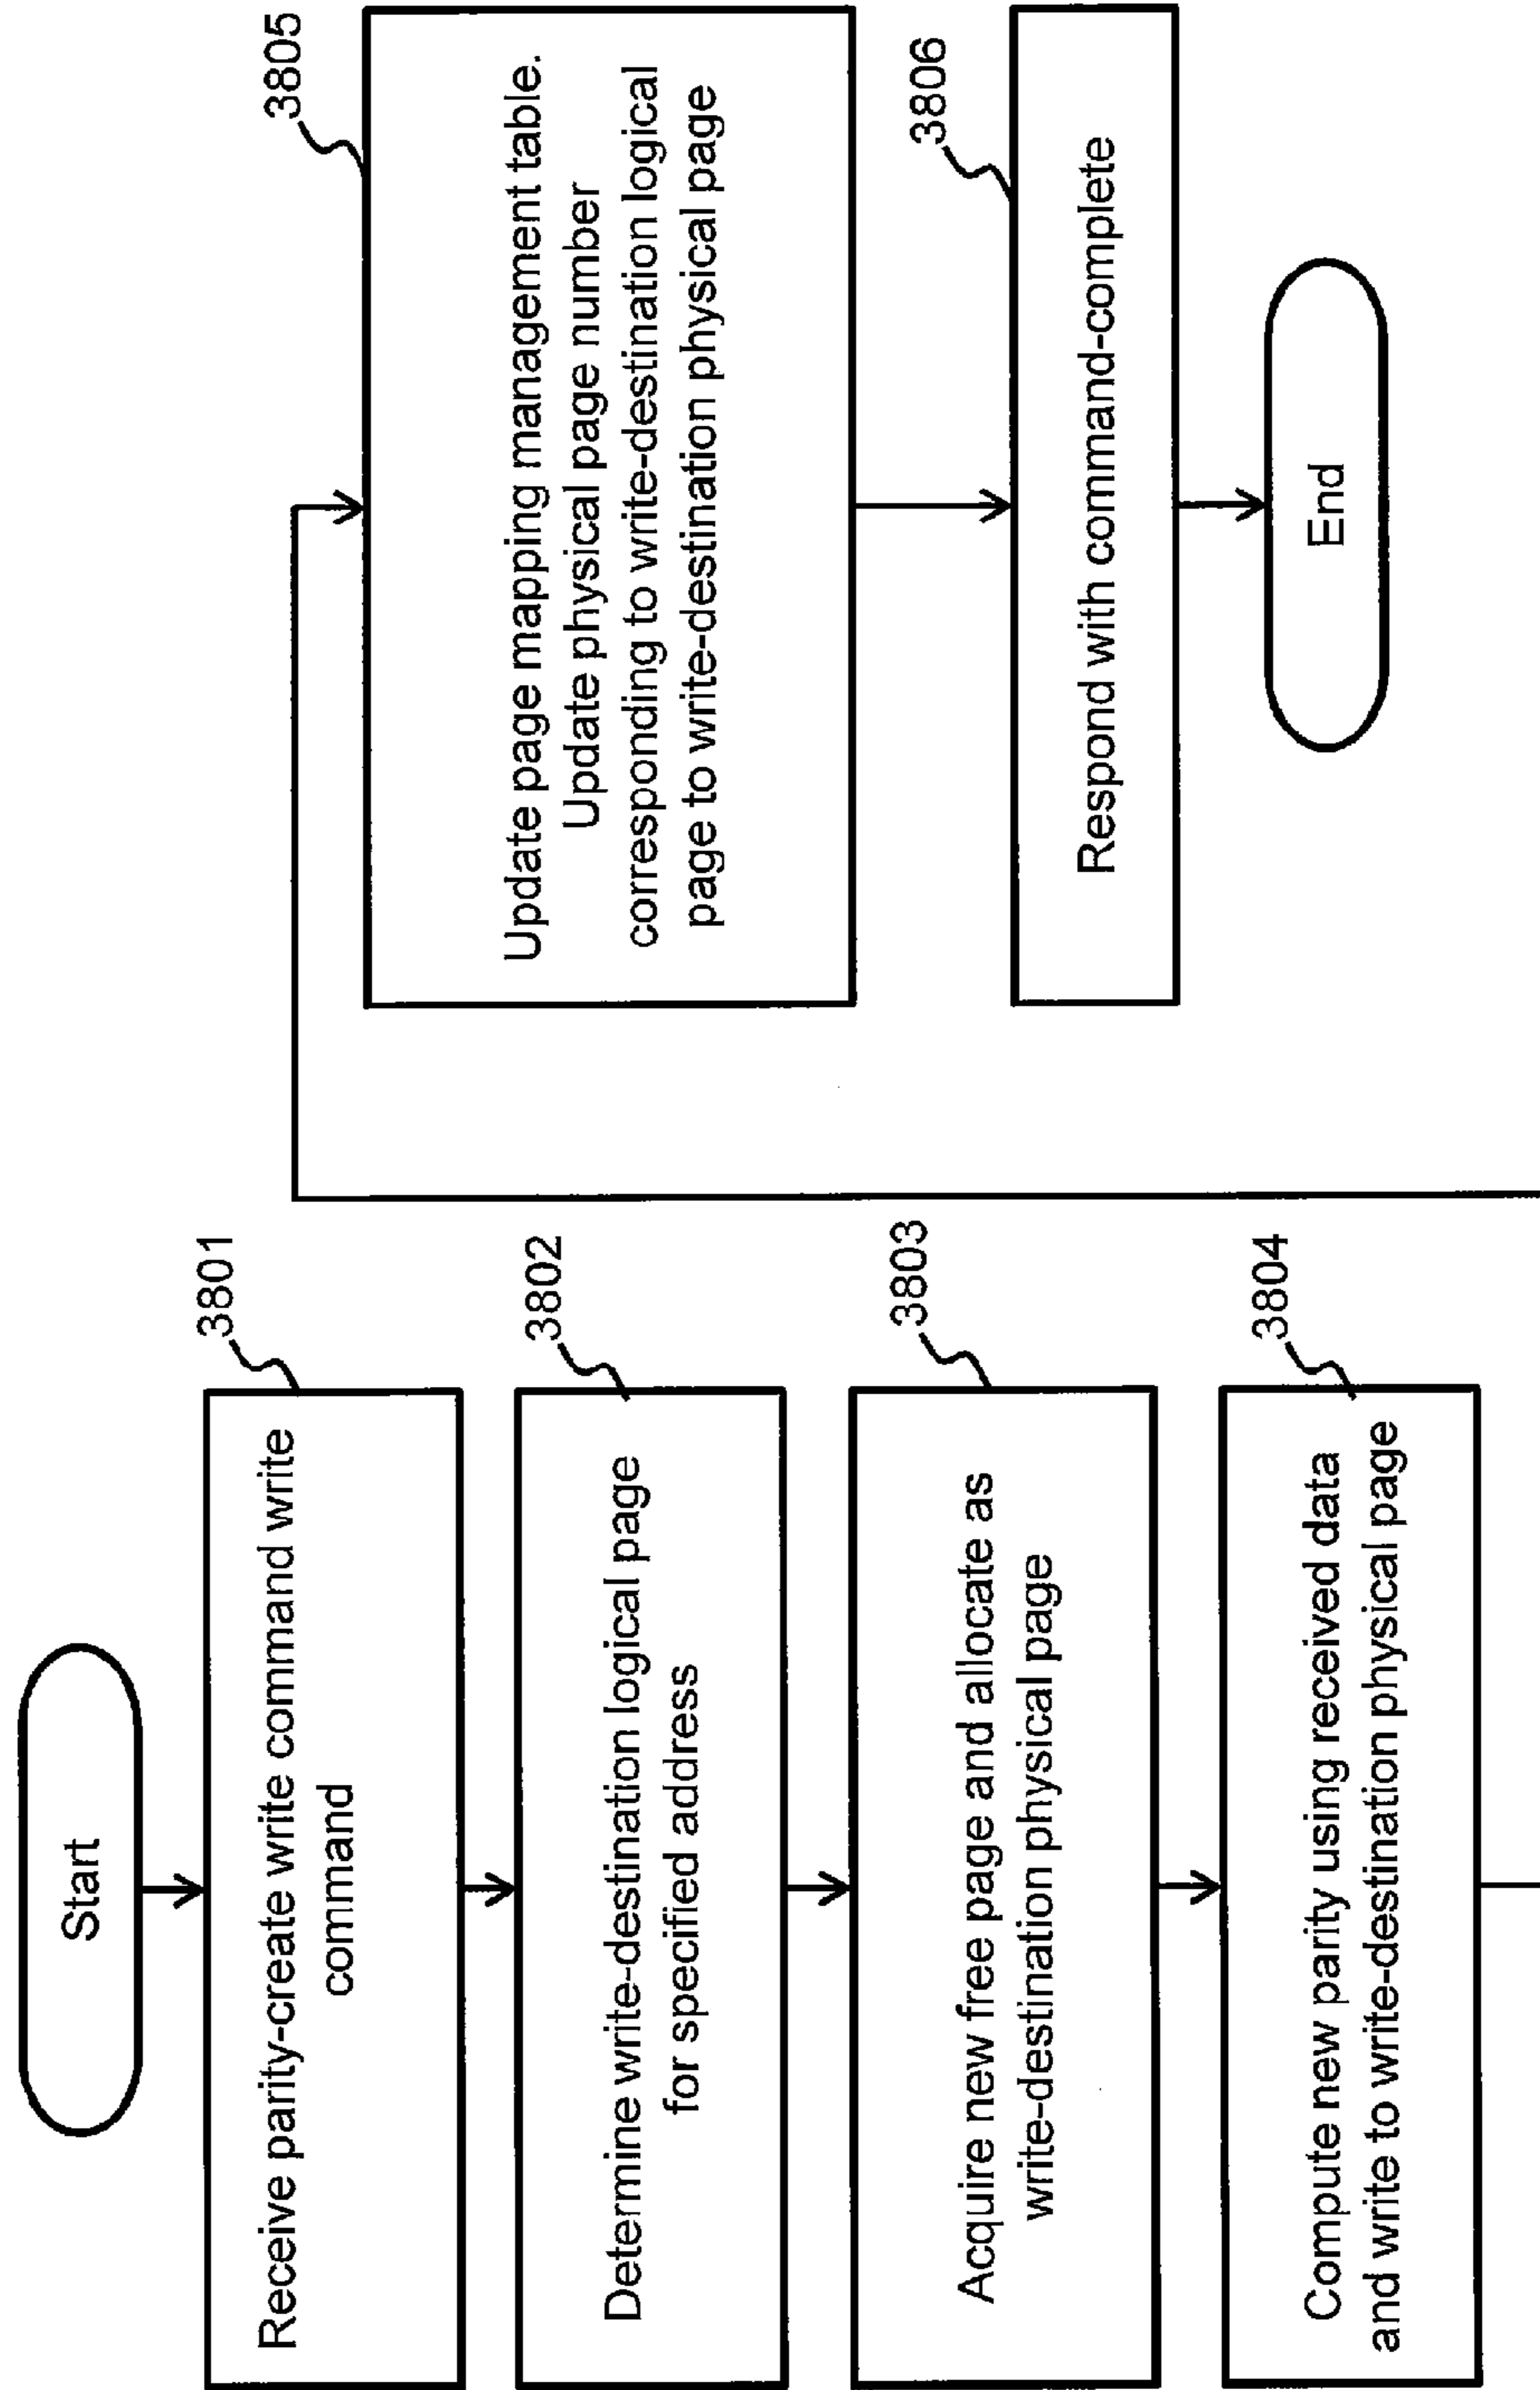 Start
3801
Receive parity-create write command write
command
3802
Determine write-destination logical page
for specified address
3803
Acquire new free page and allocate as
write-destination physical page
3804
Compute new parity using received data
and write to write-destination physical page
3805
Update page mapping management table.
Update physical page number
corresponding to write-destination logical
page to write-destination physical page
3806
Respond with command-complete
End